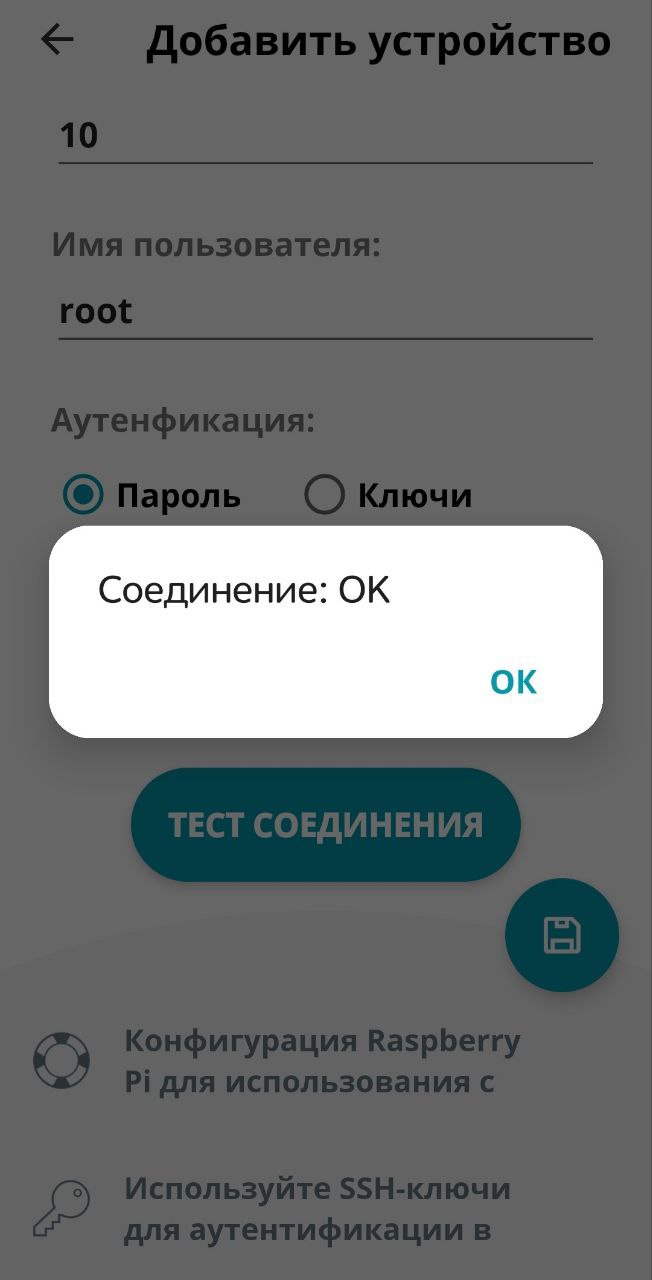 Добавить устройство
10
Имя пользователя:
root
Аутенфикация:
Пароль Ключи
Соединение: OK
ОК
ТЕСТ СОЕДИНЕНИЯ
Конфигурация Raspberry
Pi для использования с
Используйте SSH-ключи
для аутентификации в